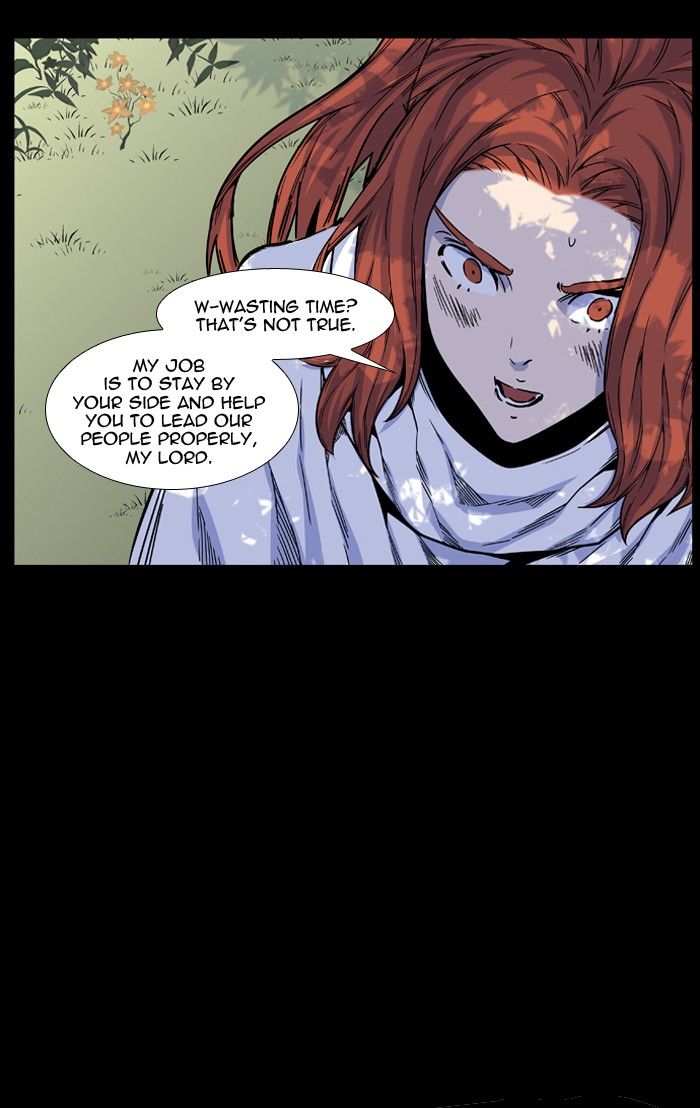 W-WASTING TIME?
THAT'S NOT TRUE.
MY JOB
IS TO STAY BY
YOUR SIDE AND HELP
YOU TO LEAD OUR
PEOPLE PROPERLY,
MY LORD.